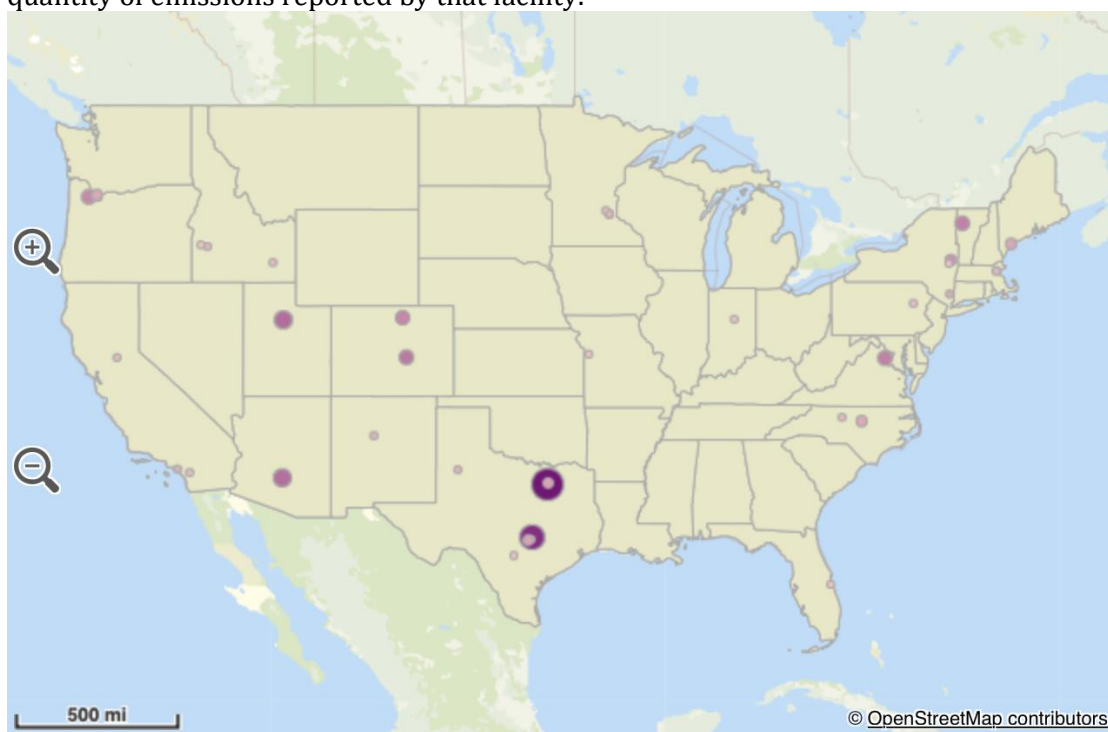 quantity of emissions reported by that facility.
500 mi
© OpenStreetMap contributors